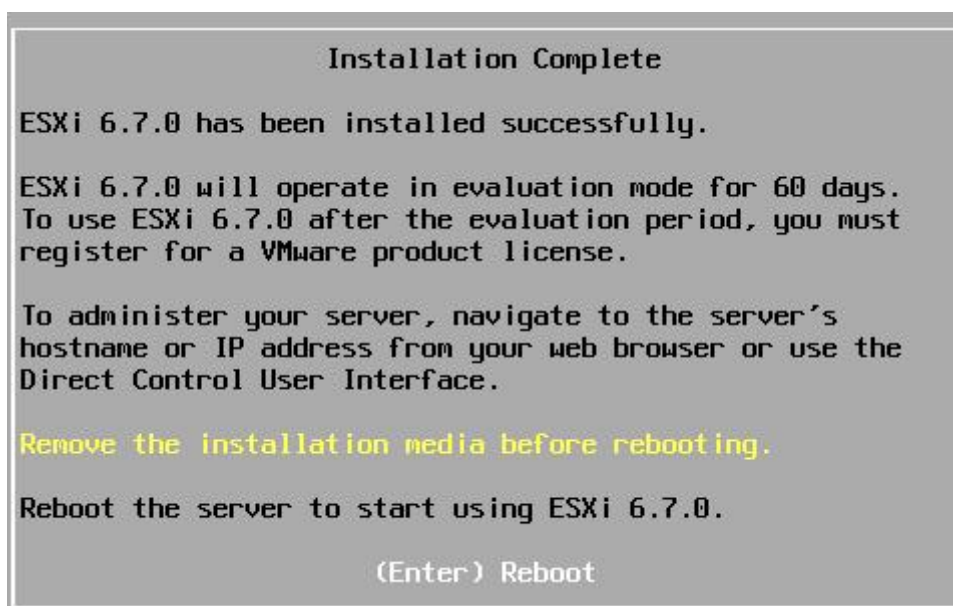 Installation Complete
ESXi 6.7.0 has been installed successfully.
ESXi 6.7.0 will operate in evaluation mode for 60 days.
To use ESXi 6.7.0 after the evaluation period, you must
register for a VMware product license.
To administer your server, navigate to the server's
hostname or IP address from your web browser or use the
Direct Control User Interface.
Remove the installation media before rebooting.
Reboot the server to start using ESXi 6.7.0.
(Enter) Reboot